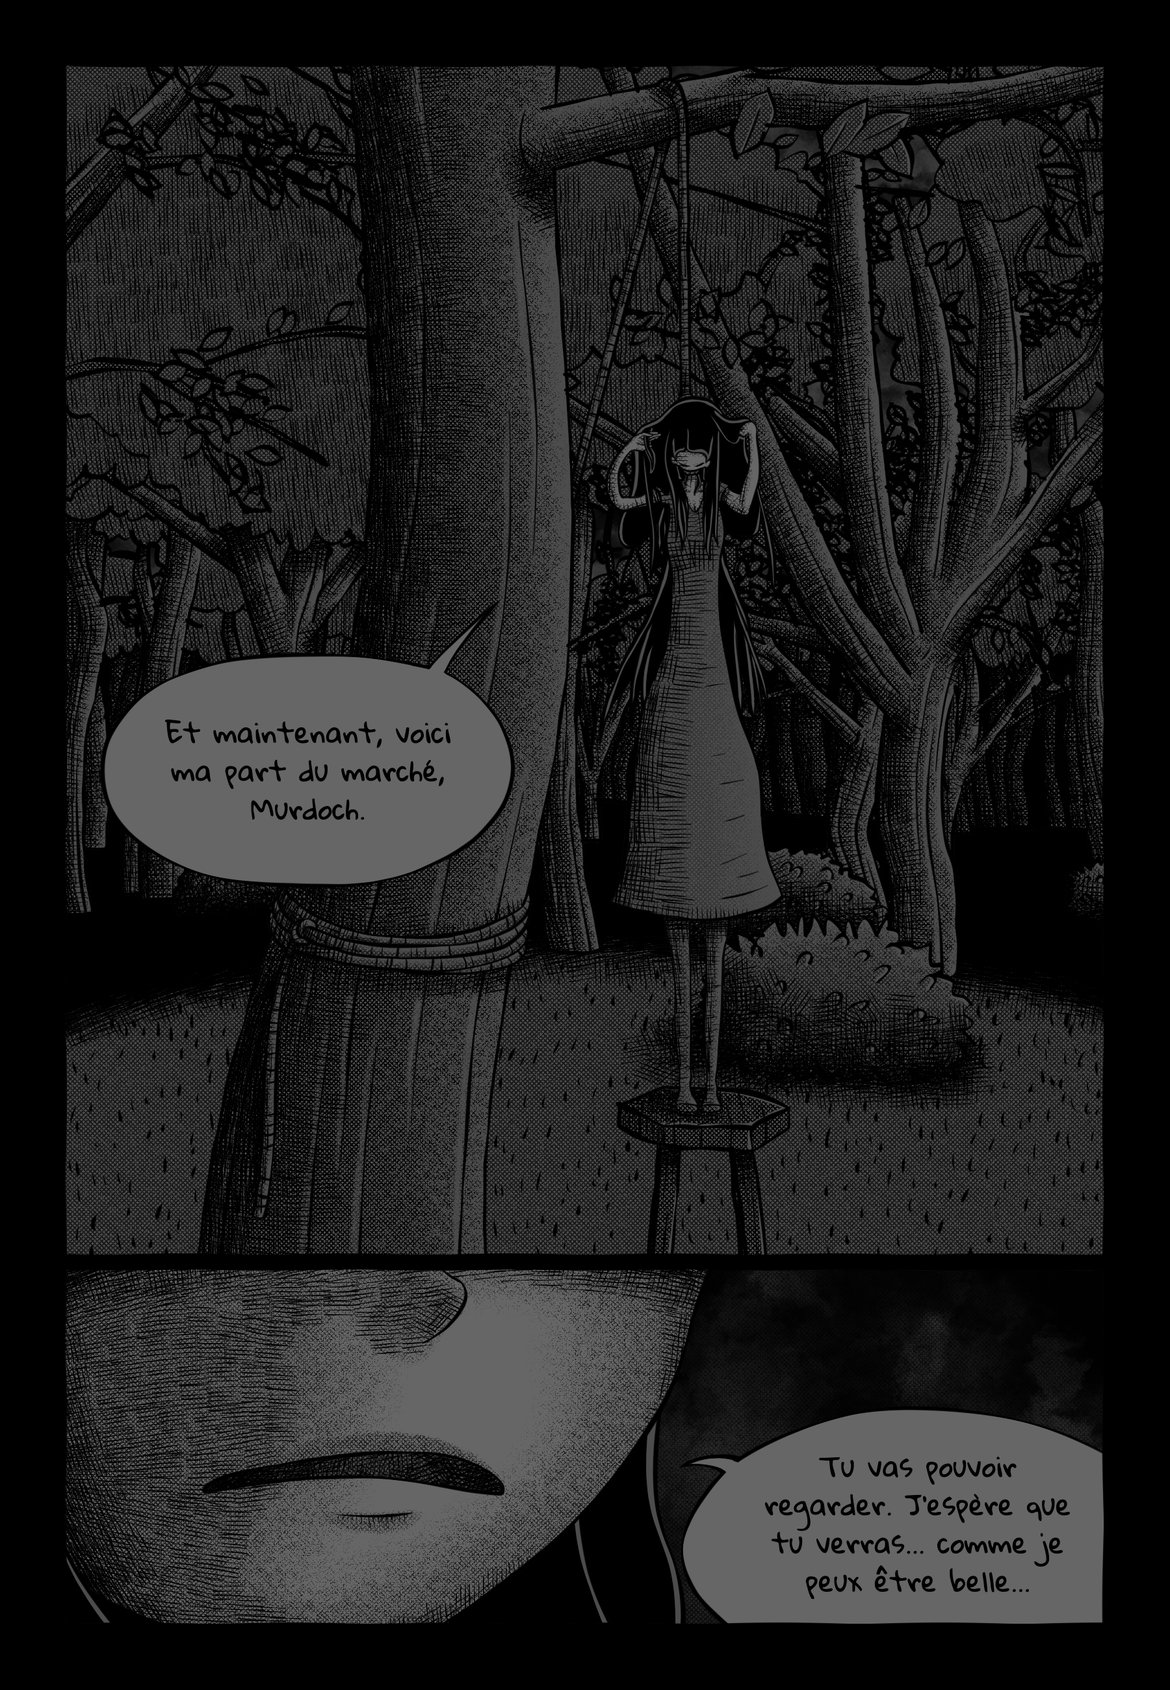 Et maintenant, voici
ma part du marché,
Murdoch.
Tu vas pouvoir
regarder. J'espère que
tu verras... comme je
peux être belle...